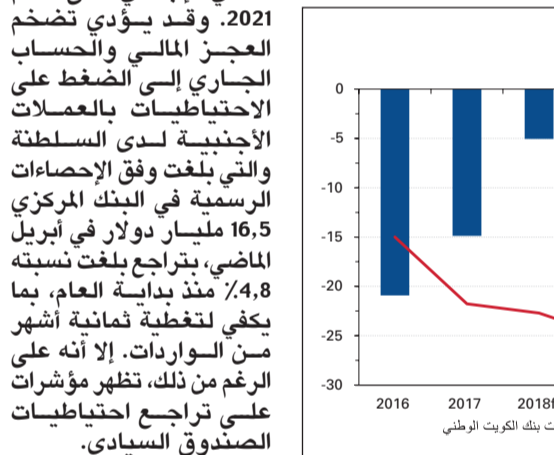 2021. وقد يؤدي تضخم
العجز المالي والحساب
الجاري إلى الضغط على
الاحتياطيات بالعملات
الأجنبية لدى السلطنة
والتي بلغت وفق الإحصاءات
الرسمية في البنك المركزي
16,5 مليار دولار في أبريل
الماضي، بتراجع بلغت نسبته
4,8٪ منذ بداية العام، بما
يكفي لتغطية ثمانية أشهر
من الواردات. إلا أنه على
الرغم من ذلك، تظهر مؤشرات
على تراجع احتياطيات
الصندوق السيادي.
0
-5
-10
-15
-20
-25
-30
2016 2017 2018f
بنك الكويت الوطني